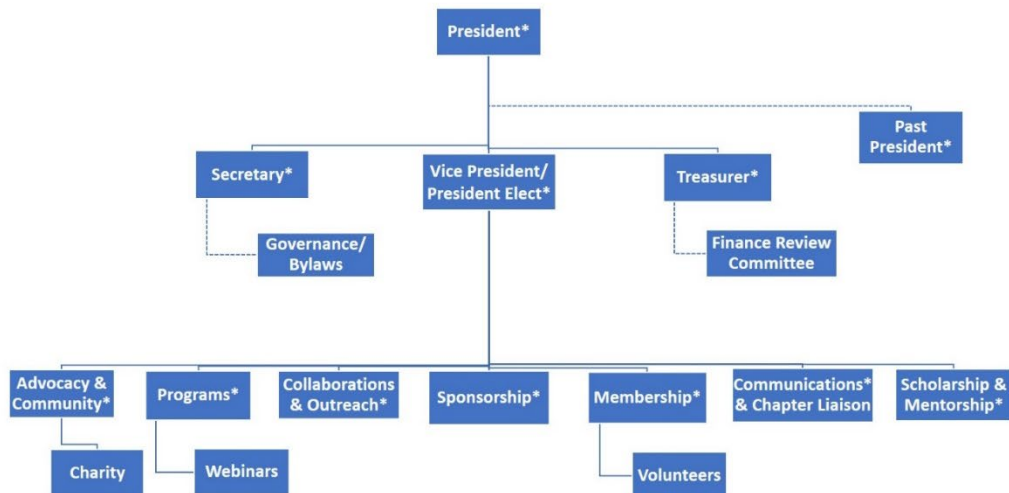 President*
Past
President*
Secretary*
Vice President/
President Elect*
Treasurer*
Governance/
Bylaws
Finance Review
Committee
Advocacy &
Community*
Programs*
Collaborations
& Outreach*
Sponsorship*
Membership*
Communications*
& Chapter Liaison
Scholarship &
Mentorship*
Charity
Webinars
Volunteers